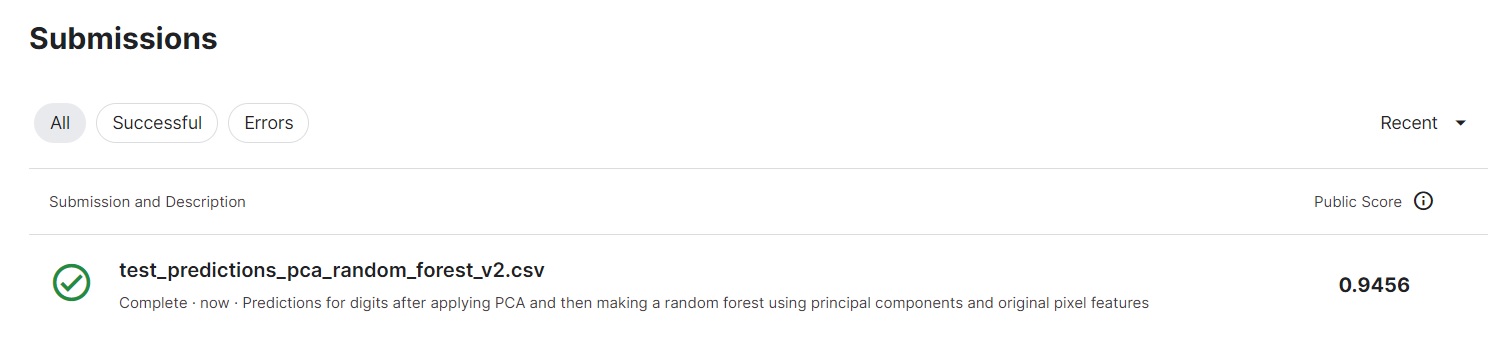 Submissions
All Successful Errors Recent
Submission and Description Public Score
test_predictions_pca_random_forest_v2.csv
0.9456
Complete · now · Predictions for digits after applying PCA and then making a random forest using principal components and original pixel features